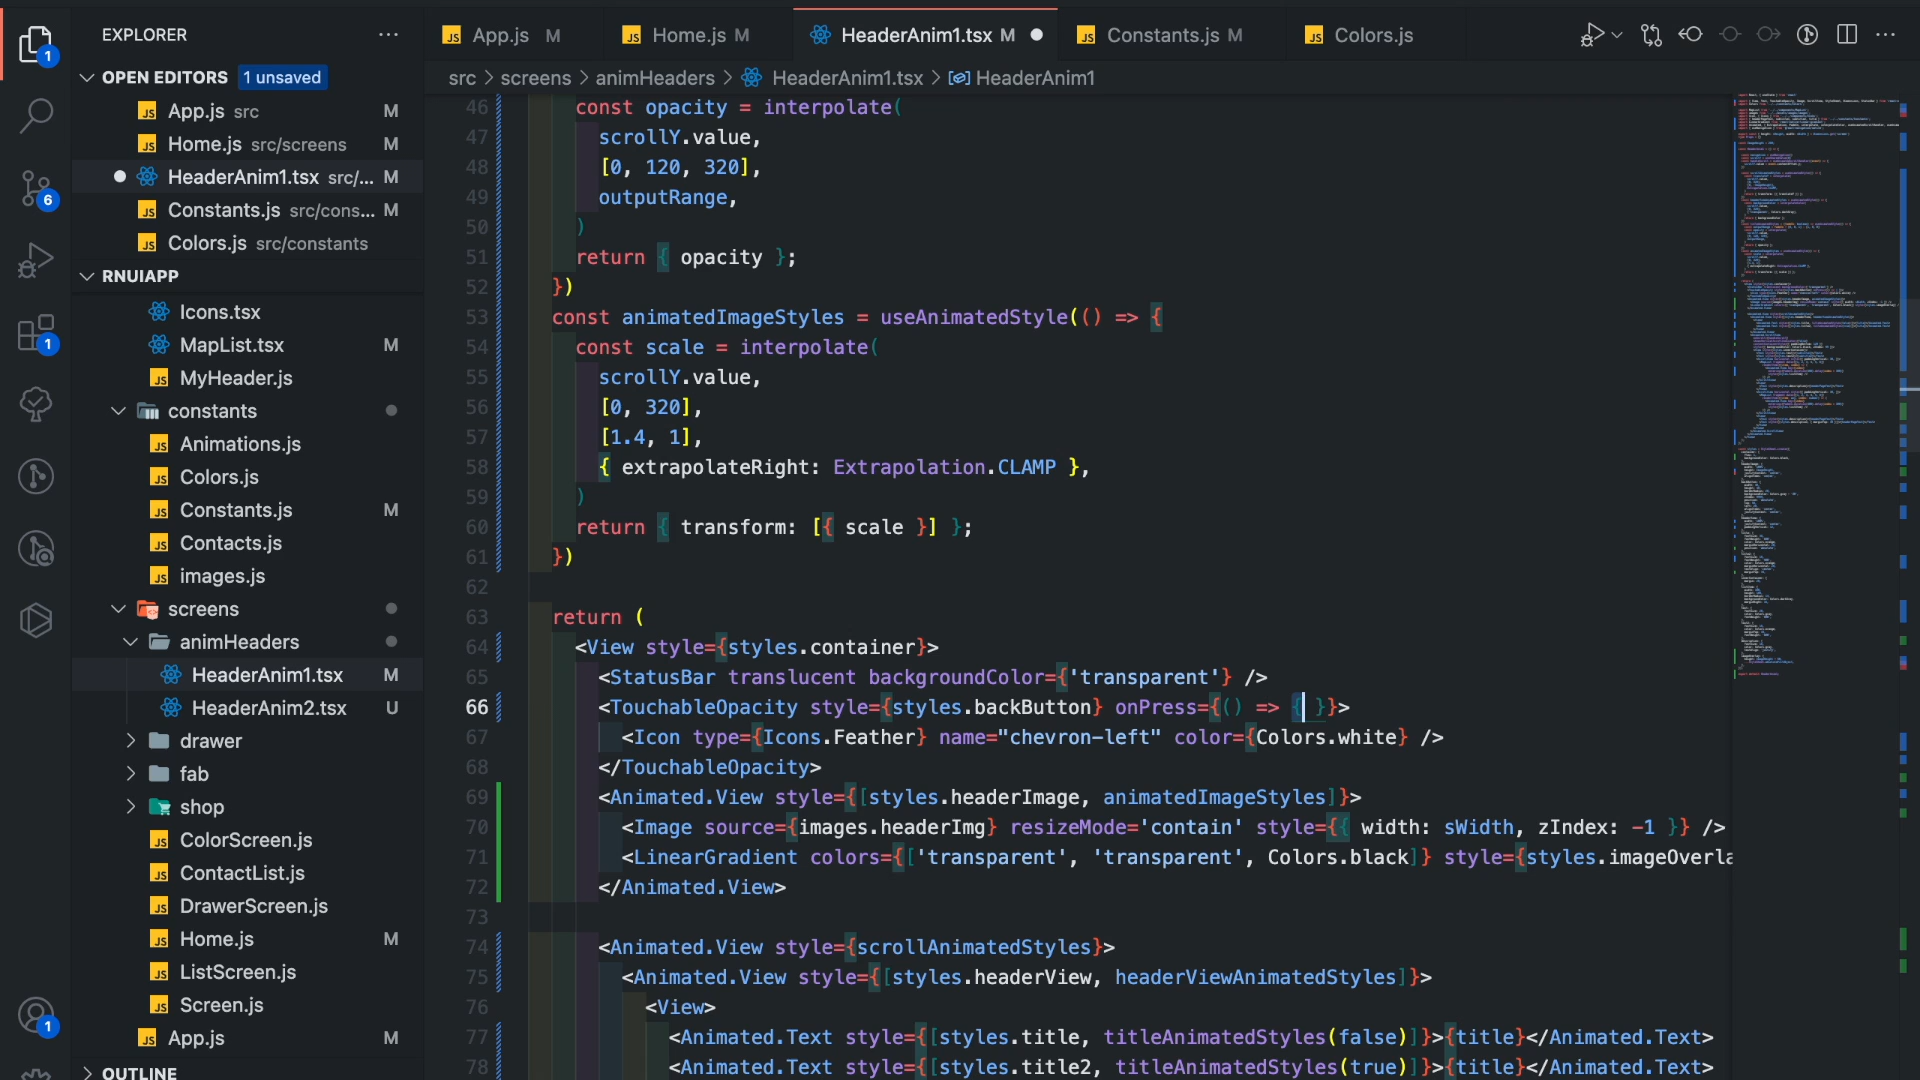 EXPLORER
OPEN EDITORS 1 unsaved
App.js src M
Home.js src/screens M
HeaderAnim1.tsx src/... M
Constants.js src/cons... M
Colors.js src/constants
RNUIAPP
Icons.tsx
MapList.tsx M
MyHeader.js
constants
Animations.js
Colors.js
Constants.js M
Contacts.js
images.js
screens
animHeaders
HeaderAnim1.tsx M
HeaderAnim2.tsx U
drawer
fab
shop
ColorScreen.js
ContactList.js
DrawerScreen.js
Home.js M
ListScreen.js
Screen.js
App.js M
OUTLINE
1
6
1
1
App.js M
Home.js M
HeaderAnim1.tsx M
Constants.js M
Colors.js
src > screens > animHeaders > HeaderAnim1.tsx > HeaderAnim1
46 const opacity = interpolate(
47 scrollY.value,
48 [0, 120, 320],
49 outputRange,
50 )
51 return { opacity };
52 })
53 const animatedImageStyles = useAnimatedStyle(() => {
54 const scale = interpolate(
55 scrollY.value,
56 [0, 320],
57 [1.4, 1],
58 { extrapolateRight: Extrapolation.CLAMP },
59 )
60 return { transform: [{ scale }] };
61 })
62
63 return (
64 <View style={styles.container}>
65 <StatusBar translucent backgroundColor={'transparent'} />
66 <TouchableOpacity style={styles.backButton} onPress={() => { }}>
67 <Icon type={Icons.Feather} name="chevron-left" color={Colors.white} />
68 </TouchableOpacity>
69 <Animated.View style={[styles.headerImage, animatedImageStyles]}>
70 <Image source={images.headerImg} resizeMode='contain' style={{ width: sWidth, zIndex: -1 }} />
71 <LinearGradient colors={['transparent', 'transparent', Colors.black]} style={styles.imageOverla
72 </Animated.View>
73
74 <Animated.View style={scrollAnimatedStyles}>
75 <Animated.View style={[styles.headerView, headerViewAnimatedStyles]}>
76 <View>
77 <Animated.Text style={[styles.title, titleAnimatedStyles(false)]}>{title}</Animated.Text>
78 <Animated.Text style={[styles.title2, titleAnimatedStyles(true)]}>{title}</Animated.Text>